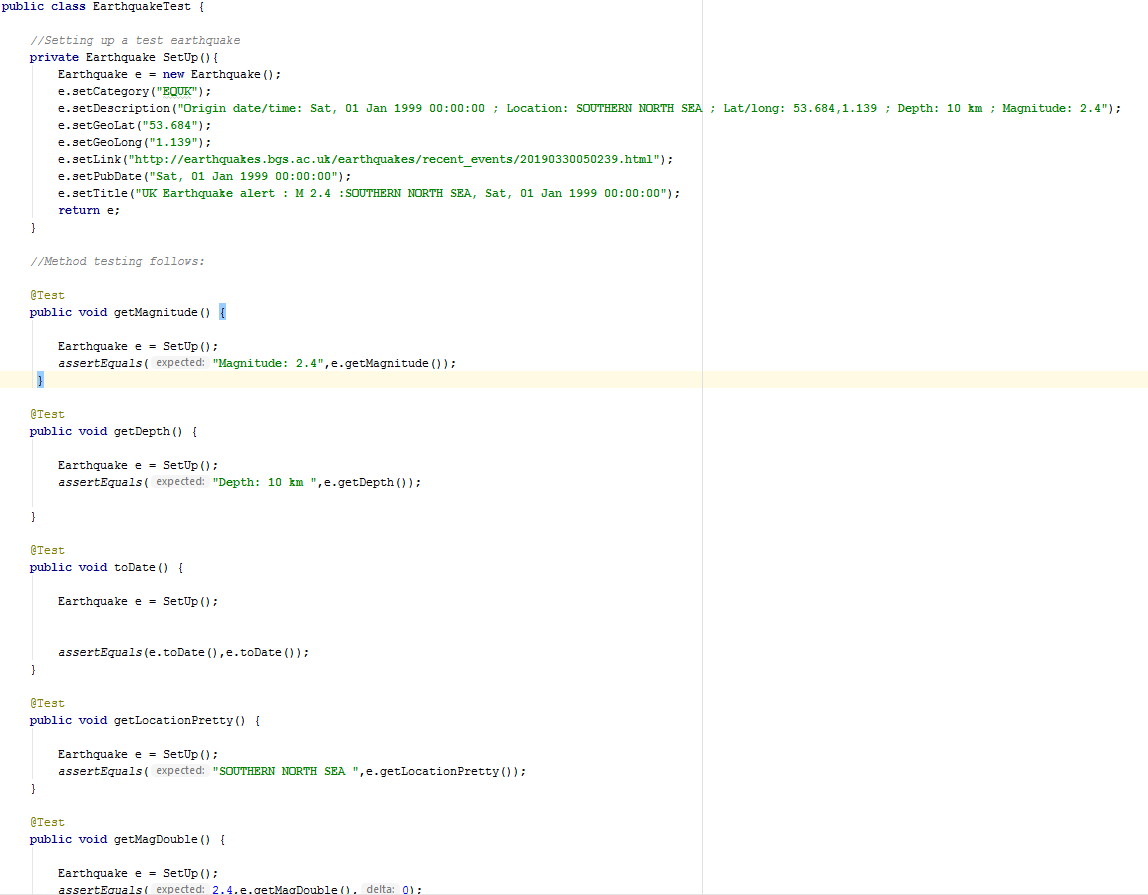 public class EarthquakeTest {
//Setting up a test earthquake
private Earthquake SetUp(){
Earthquake e = new Earthquake();
e.setCategory("EQUK");
e.setDescription("Origin date/time: Sat, 01 Jan 1999 00:00:00 ; Location: SOUTHERN NORTH SEA ; Lat/long: 53.684,1.139 ; Depth: 10 km ; Magnitude: 2.4");
e.setGeoLat("53.684");
e.setGeoLong("1.139");
e.setLink("http://earthquakes.bgs.ac.uk/earthquakes/recent_events/20190330050239.html");
e.setPubDate("Sat, 01 Jan 1999 00:00:00");
e.setTitle("UK Earthquake alert : M 2.4 :SOUTHERN NORTH SEA, Sat, 01 Jan 1999 00:00:00");
return e;
}
//Method testing follows:
@Test
public void getMagnitude() {
Earthquake e = SetUp();
assertEquals( expected: "Magnitude: 2.4",e.getMagnitude());
}
@Test
public void getDepth() {
Earthquake e = SetUp();
assertEquals( expected: "Depth: 10 km ",e.getDepth());
}
@Test
public void toDate() {
Earthquake e = SetUp();
assertEquals(e.toDate(),e.toDate());
}
@Test
public void getLocationPretty() {
Earthquake e = SetUp();
assertEquals( expected: "SOUTHERN NORTH SEA ",e.getLocationPretty());
}
@Test
public void getMagDouble() {
Earthquake e = SetUp();
assertEquals( expected: 2.4,e.getMagDouble(), delta: 0);